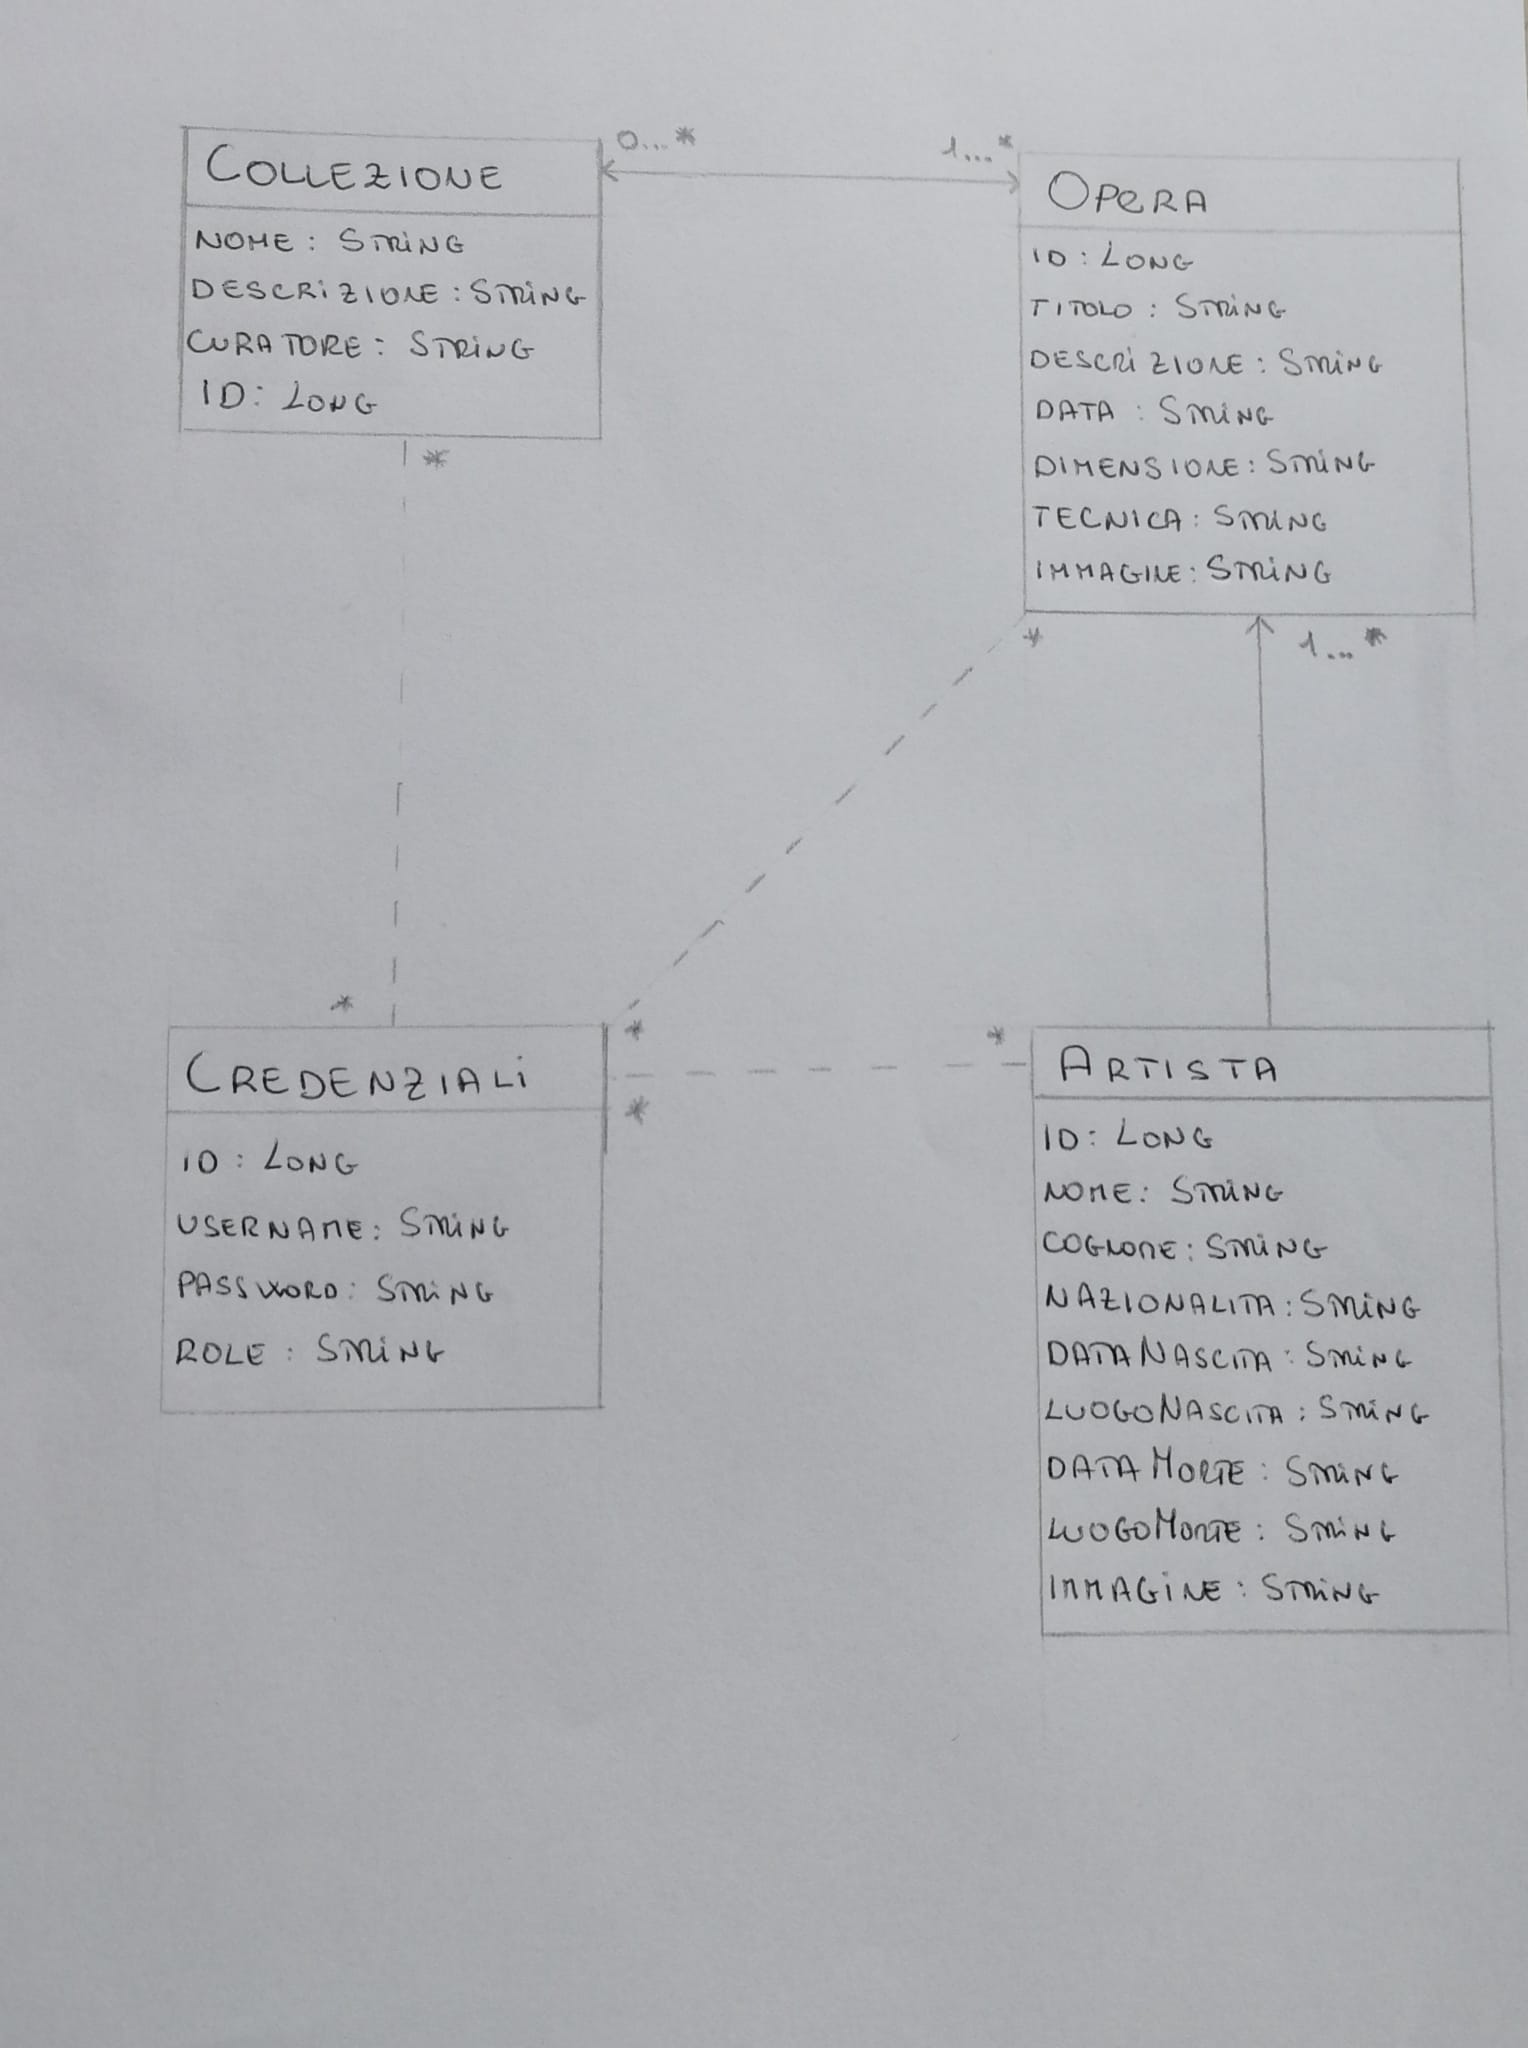 0...*
1...*
COLLEZIONE
NOME: STRING
DESCRIZIONE: STRING
CURATORE: STRING
ID: LONG
*
OPERA
ID: LONG
TITOLO: STRING
DESCRIZIONE: STRING
DATA: STRING
DIMENSIONE: STRING
TECNICA: STRING
IMMAGINE: STRING
*
1...*
*
CREDENZIALI
*
*
ID: LONG
USERNAME: STRING
PASSWORD: STRING
ROLE: STRING
*
ARTISTA
ID: LONG
NOME: STRING
COGNOME: STRING
NAZIONALITA: STRING
DATANASCITA: STRING
LUOGONASCITA: STRING
DATAMORTE: STRING
LUOGOMORTE: STRING
IMMAGINE: STRING